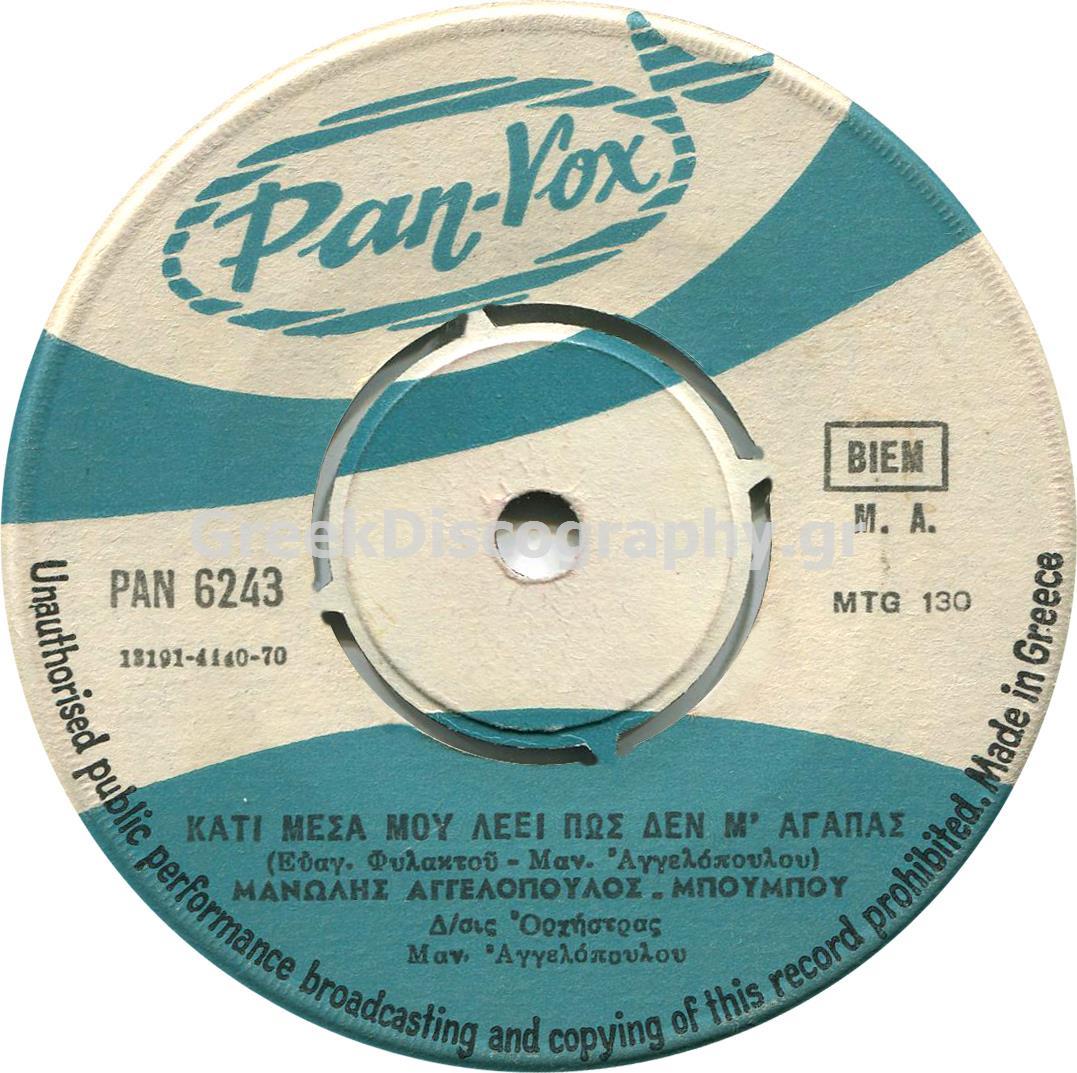 Pan-Vox
BIEM
M. A.
GreekDiscography.gr
PAN 6243
MTG 130
13191-4140-70
ΚΑΤΙ ΜΕΣΑ ΜΟΥ ΛΕΕΙ ΠΩΣ ΔΕΝ Μ' ΑΓΑΠΑΣ
(Εὐαγ. Φυλακτοῦ - Μαν. Ἀγγελόπουλου)
ΜΑΝΩΛΗΣ ΑΓΓΕΛΟΠΟΥΛΟΣ - ΜΠΟΥΜΠΟΥ
Δ/σις Ὀρχήστρας
Μαν. Ἀγγελόπουλου
Unauthorised public performance broadcasting and copying of this record prohibited. Made in Greece